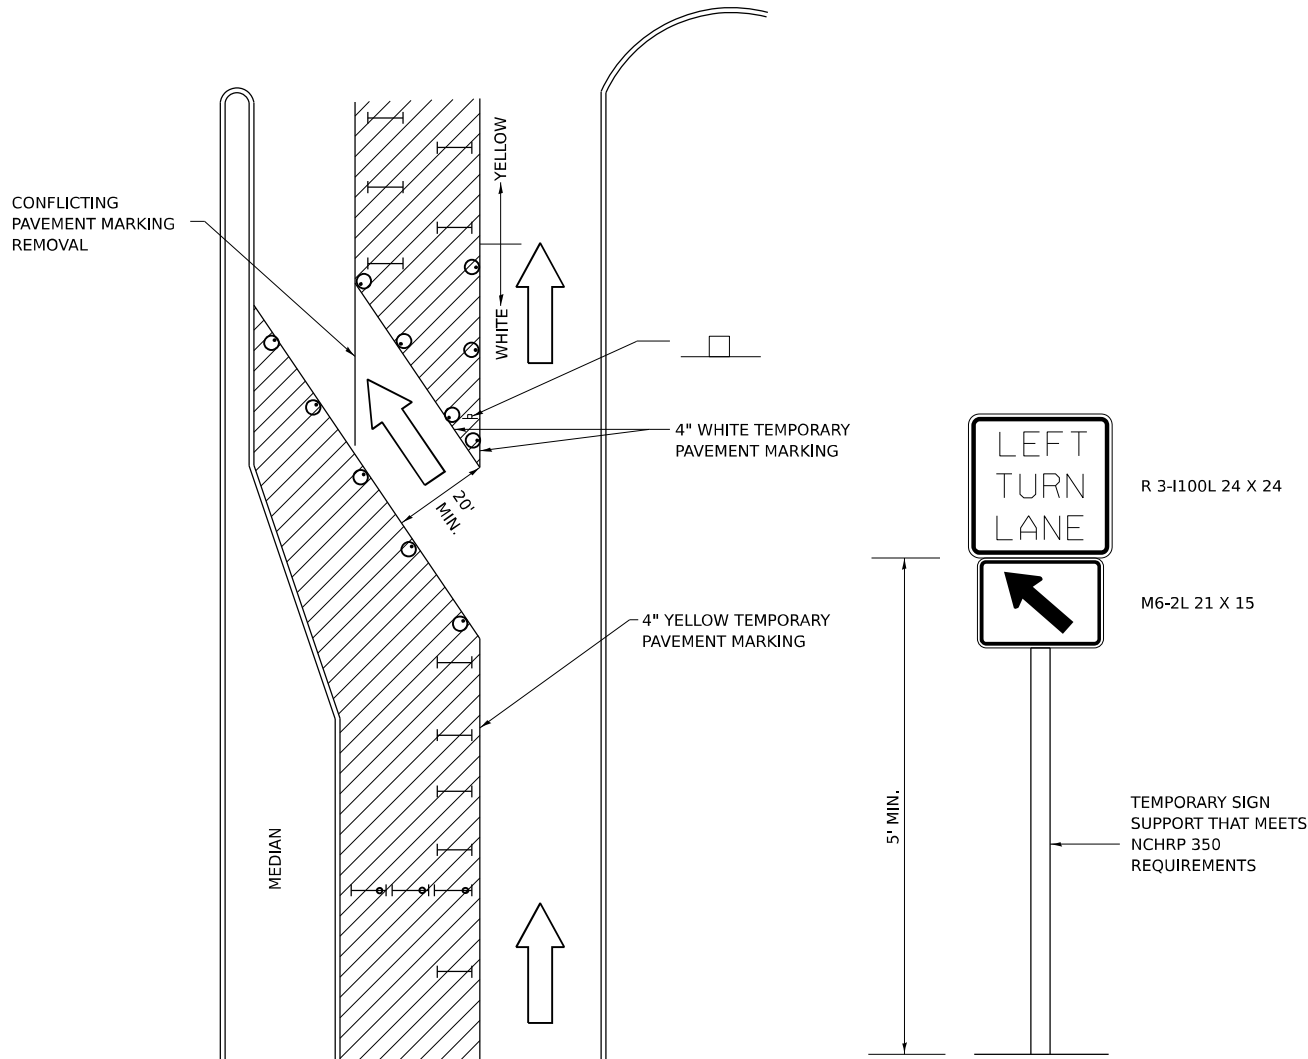 CONFLICTING
PAVEMENT MARKING
REMOVAL
YELLOW
WHITE
4" WHITE TEMPORARY
PAVEMENT MARKING
20'
MIN.
4" YELLOW TEMPORARY
PAVEMENT MARKING
MEDIAN
LEFT
TURN
LANE
R 3-I100L 24 X 24
M6-2L 21 X 15
5' MIN.
TEMPORARY SIGN
SUPPORT THAT MEETS
NCHRP 350
REQUIREMENTS